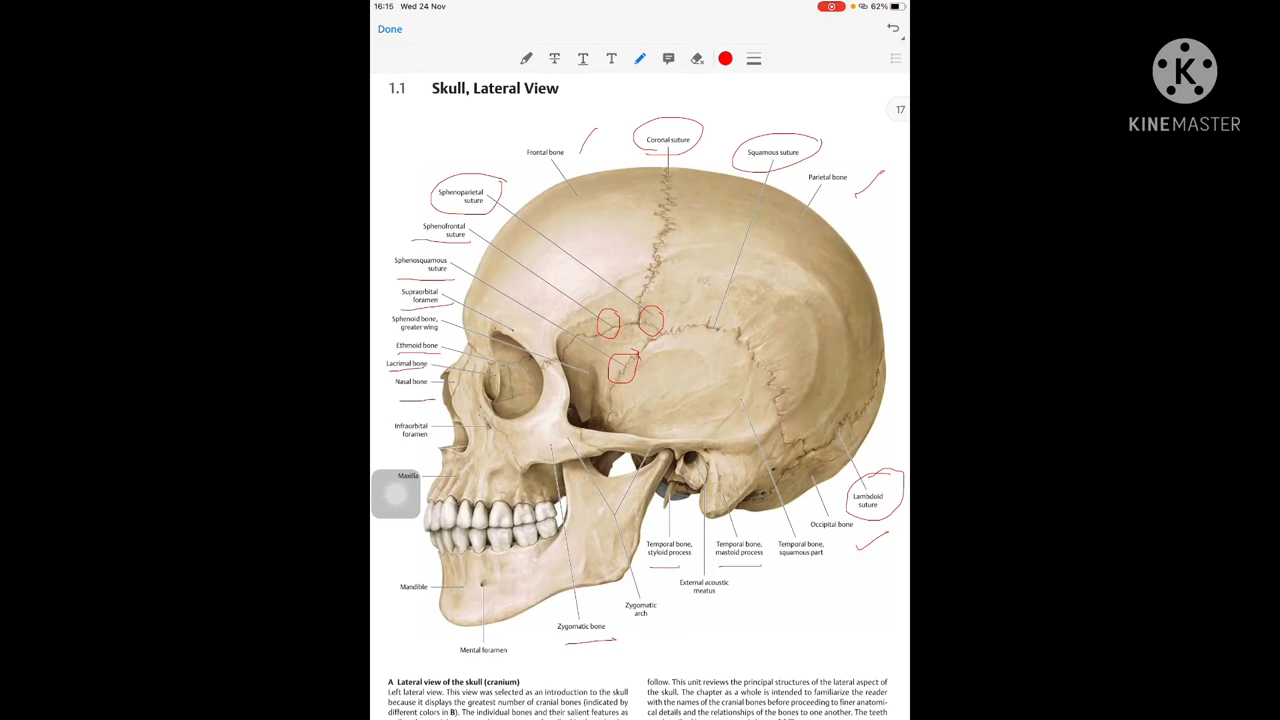 16:15 Wed 24 Nov
62%
Done
T T T
1.1 Skull, Lateral View
17
K
KINEMASTER
Coronal suture
Frontal bone
Squamous suture
Parietal bone
Sphenoparietal
suture
Sphenofrontal
suture
Sphenosquamous
suture
Supraorbital
foramen
Sphenoid bone,
greater wing
Ethmoid bone
Lacrimal bone
Nasal bone
Infraorbital
foramen
Maxilla
Mandible
Mental foramen
Zygomatic bone
Zygomatic
arch
Temporal bone,
styloid process
External acoustic
meatus
Temporal bone,
mastoid process
Temporal bone,
squamous part
Occipital bone
Lambdoid
suture
A Lateral view of the skull (cranium)
Left lateral view. This view was selected as an introduction to the skull
because it displays the greatest number of cranial bones (indicated by
different colors in B). The individual bones and their salient features as
follow. This unit reviews the principal structures of the lateral aspect of
the skull. The chapter as a whole is intended to familiarize the reader
with the names of the cranial bones before proceeding to finer anatomi-
cal details and the relationships of the bones to one another. The teeth